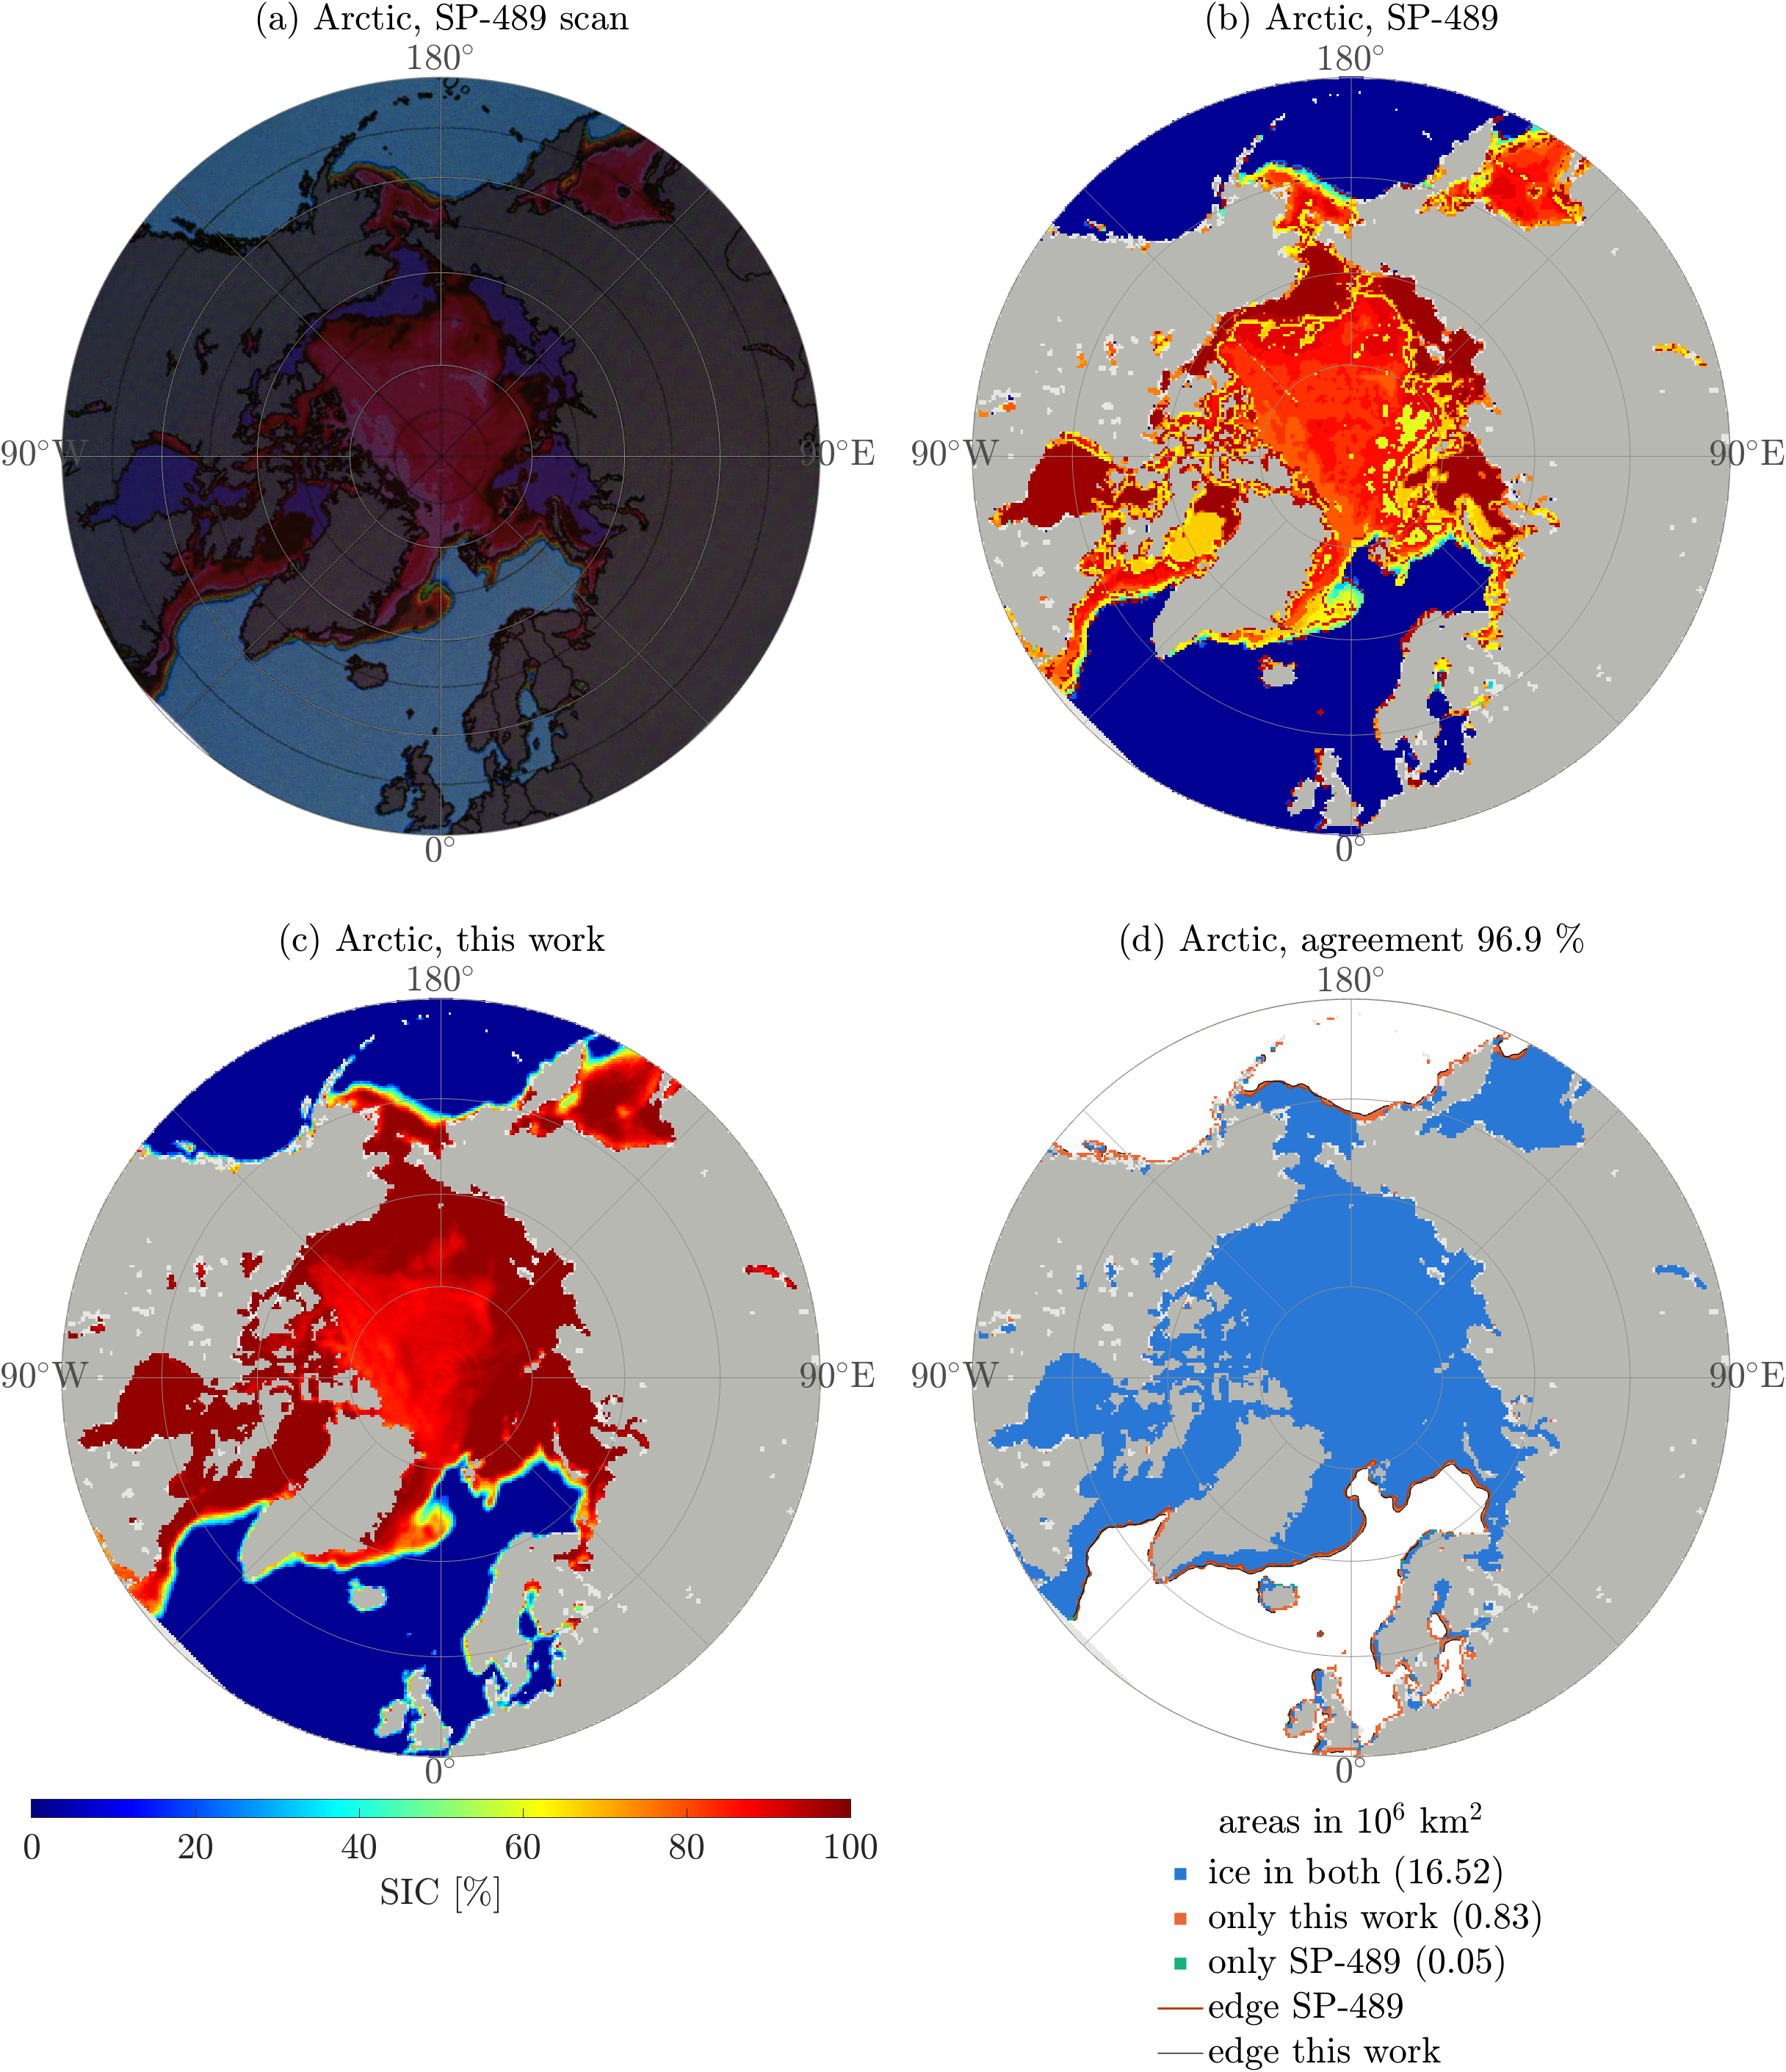 (a) Arctic, SP-489 scan
180°
90°W
90°E
0°
(b) Arctic, SP-489
180°
90°W
90°E
0°
(c) Arctic, this work
180°
90°W
90°E
0°
0 20 40 60 80 100
SIC [%]
(d) Arctic, agreement 96.9 %
180°
90°W
90°E
0°
areas in 10⁶ km²
ice in both (16.52)
only this work (0.83)
only SP-489 (0.05)
edge SP-489
edge this work